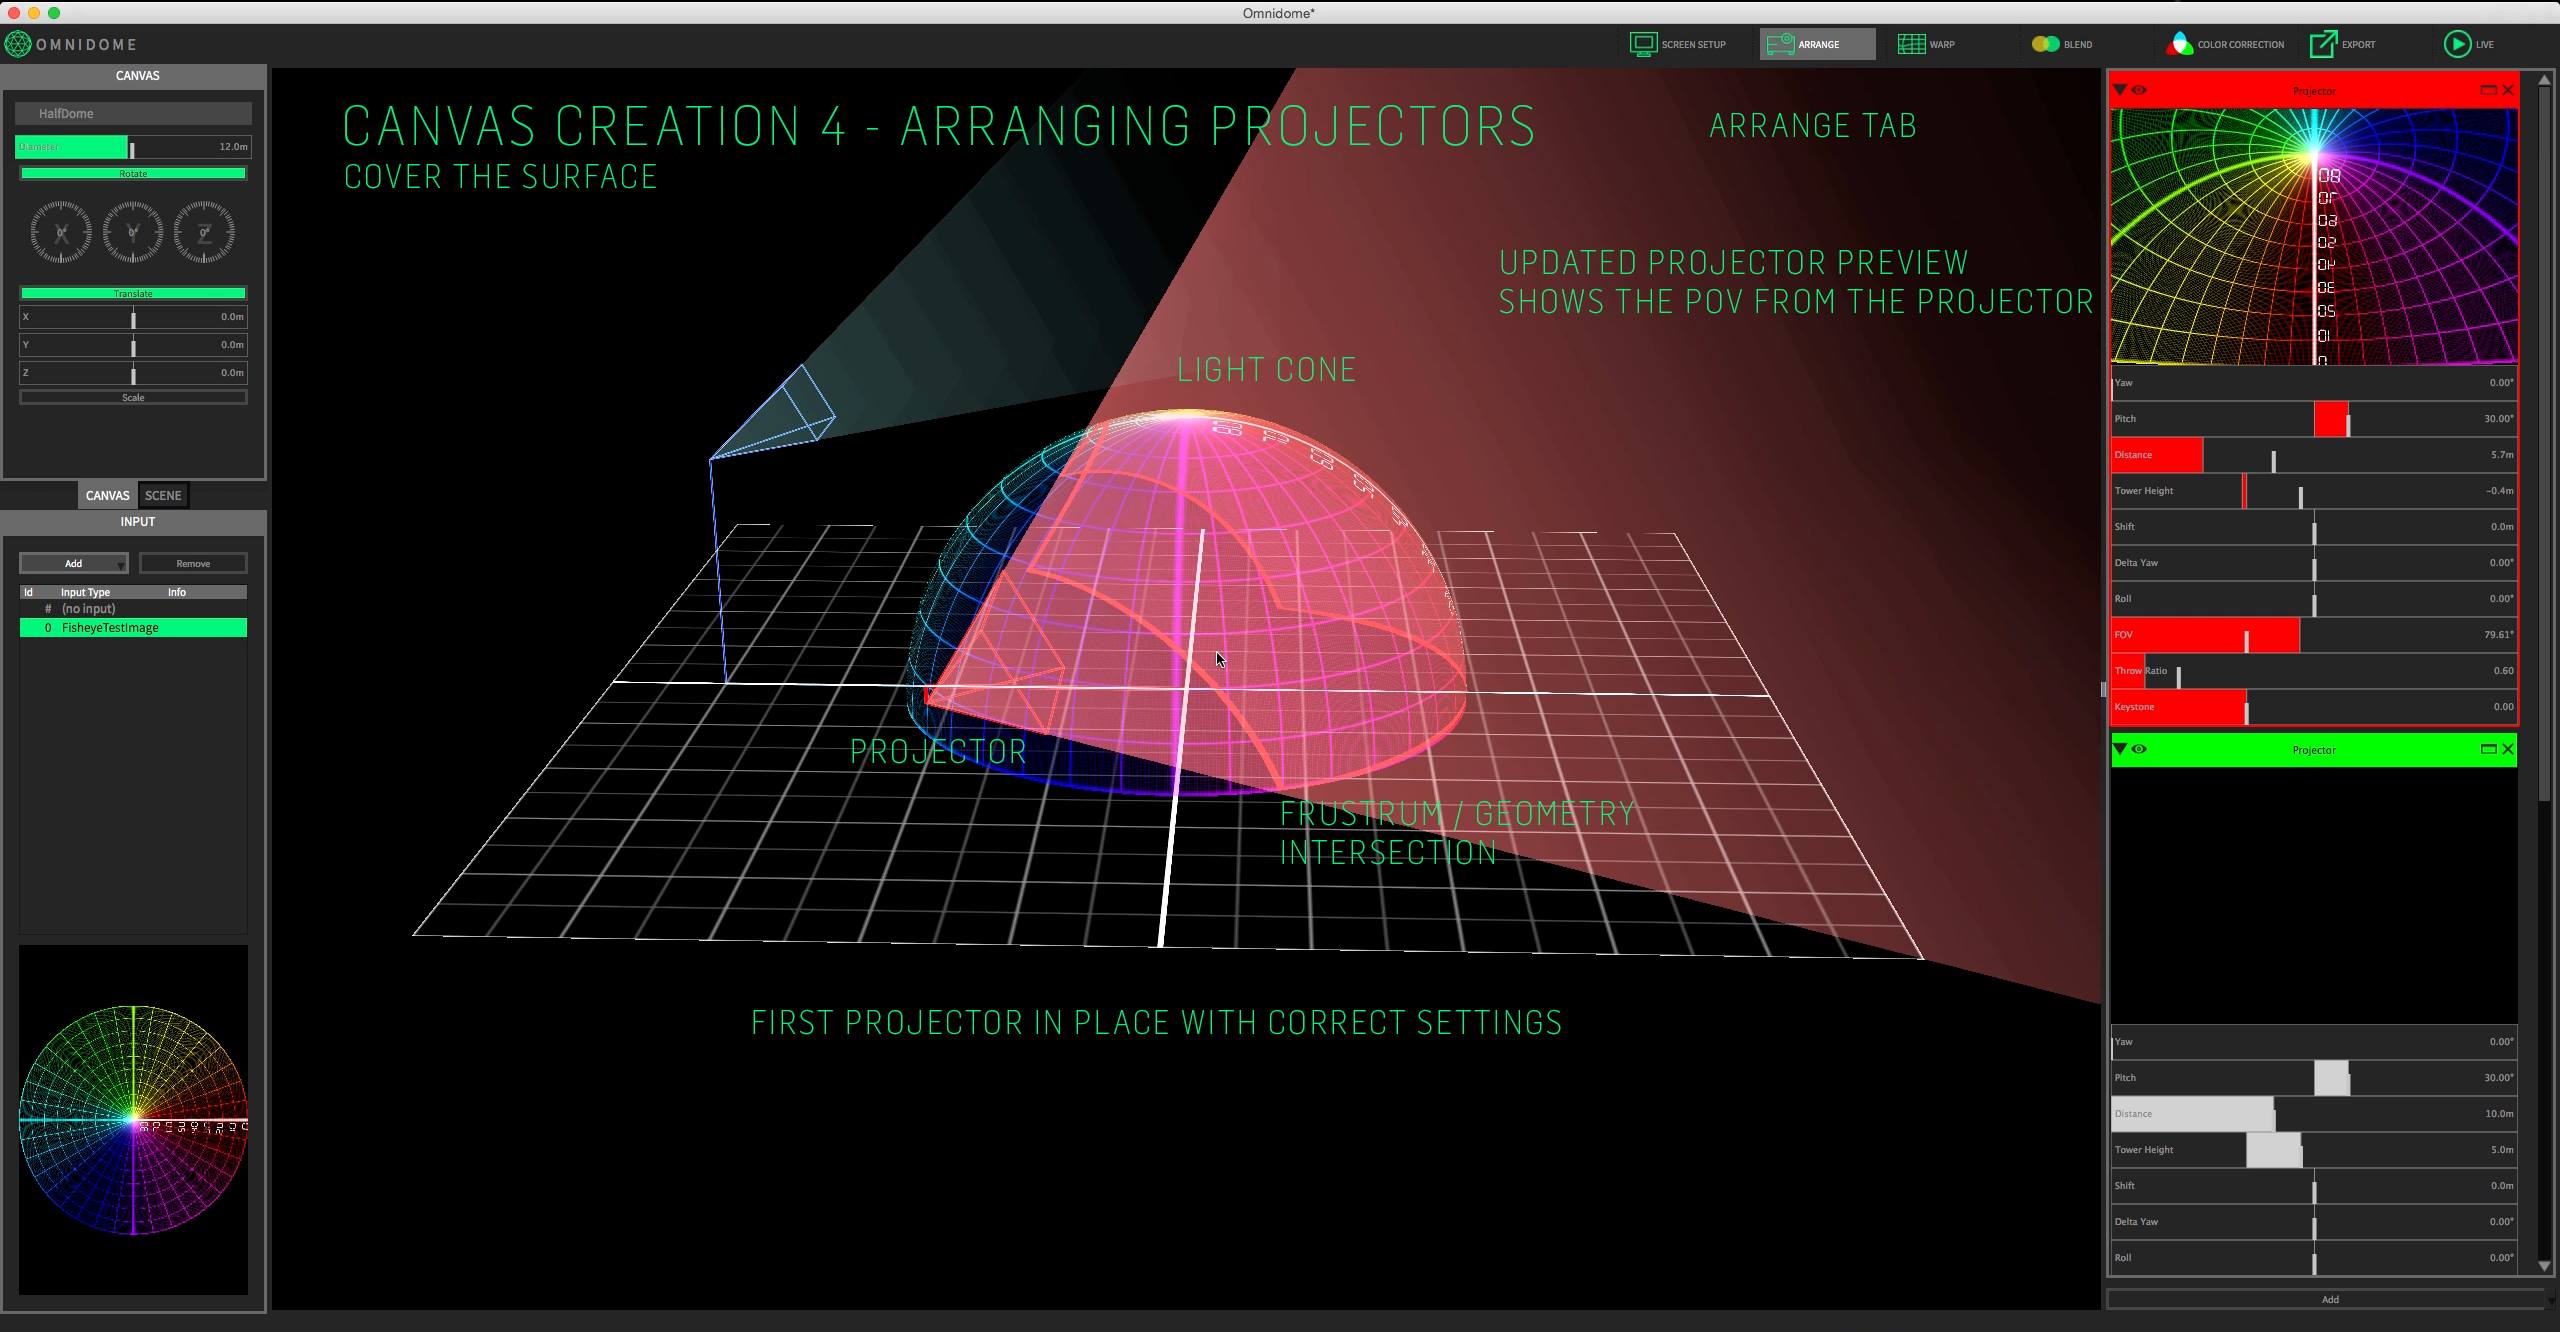 Omnidome*
OMNIDOME
SCREEN SETUP
ARRANGE
WARP
BLEND
COLOR CORRECTION
EXPORT
LIVE
CANVAS
HalfDome
Diameter 12.0m
Rotate
X 0°
Y 0°
Z 0°
Translate
X 0.0m
Y 0.0m
Z 0.0m
Scale
CANVAS SCENE
INPUT
Add Remove
Id Input Type Info
# (no input)
0 FisheyeTestImage
CANVAS CREATION 4 - ARRANGING PROJECTORS
COVER THE SURFACE
ARRANGE TAB
UPDATED PROJECTOR PREVIEW
SHOWS THE POV FROM THE PROJECTOR
LIGHT CONE
PROJECTOR
FRUSTRUM / GEOMETRY
INTERSECTION
FIRST PROJECTOR IN PLACE WITH CORRECT SETTINGS
Projector
Yaw 0.00°
Pitch 30.00°
Distance 5.7m
Tower Height -0.4m
Shift 0.0m
Delta Yaw 0.00°
Roll 0.00°
FOV 79.61°
Throw Ratio 0.60
Keystone 0.00
Projector
Yaw 0.00°
Pitch 30.00°
Distance 10.0m
Tower Height 5.0m
Shift 0.0m
Delta Yaw 0.00°
Roll 0.00°
Add